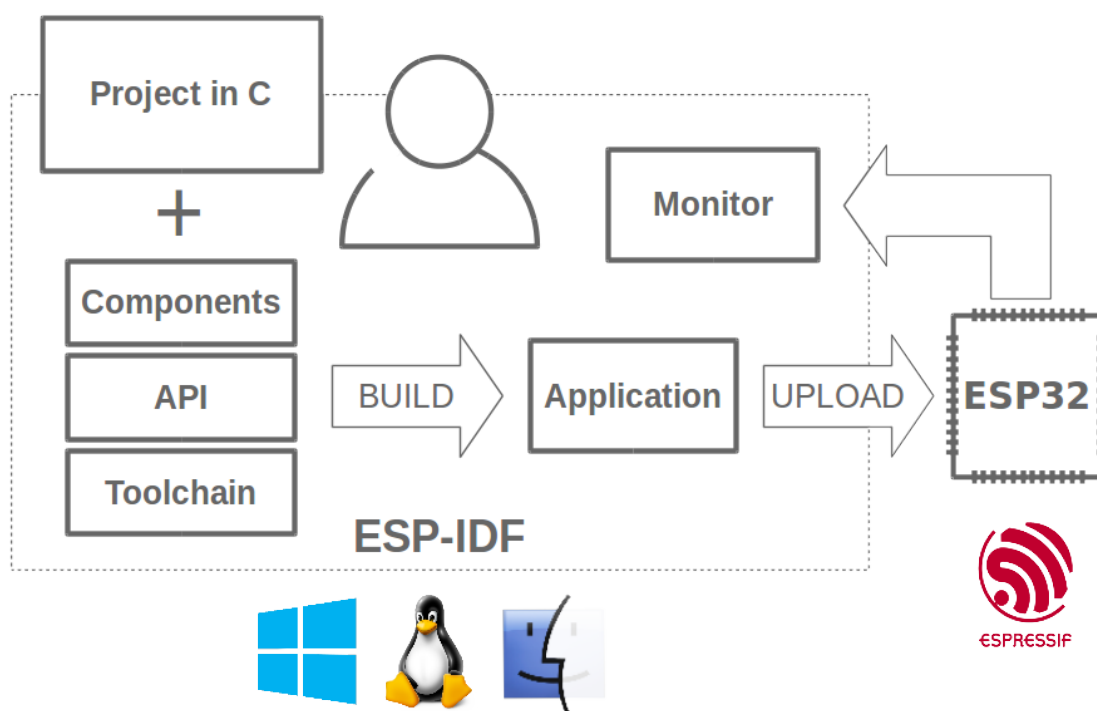 Project in C
+
Components
API
Toolchain
BUILD
Application
UPLOAD
Monitor
ESP32
ESP-IDF
ESPRESSIF